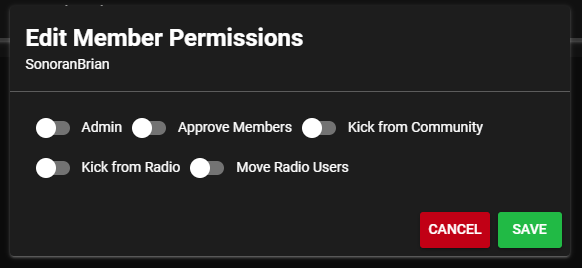 Edit Member Permissions
SonoranBrian
Admin Approve Members Kick from Community
Kick from Radio Move Radio Users
CANCEL SAVE